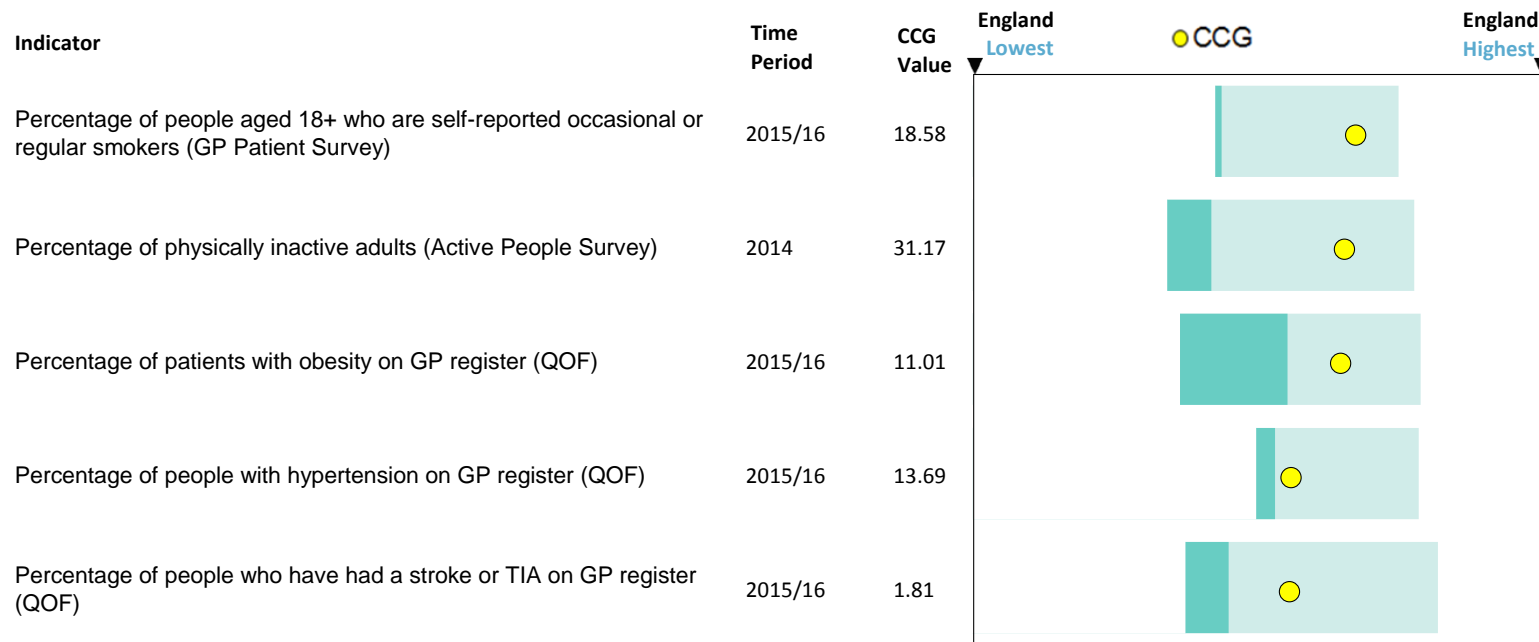 Indicator
Time
Period
CCG
Value
England
Lowest
CCG
England
Highest
Percentage of people aged 18+ who are self-reported occasional or
regular smokers (GP Patient Survey)
2015/16
18.58
Percentage of physically inactive adults (Active People Survey)
2014
31.17
Percentage of patients with obesity on GP register (QOF)
2015/16
11.01
Percentage of people with hypertension on GP register (QOF)
2015/16
13.69
Percentage of people who have had a stroke or TIA on GP register
(QOF)
2015/16
1.81